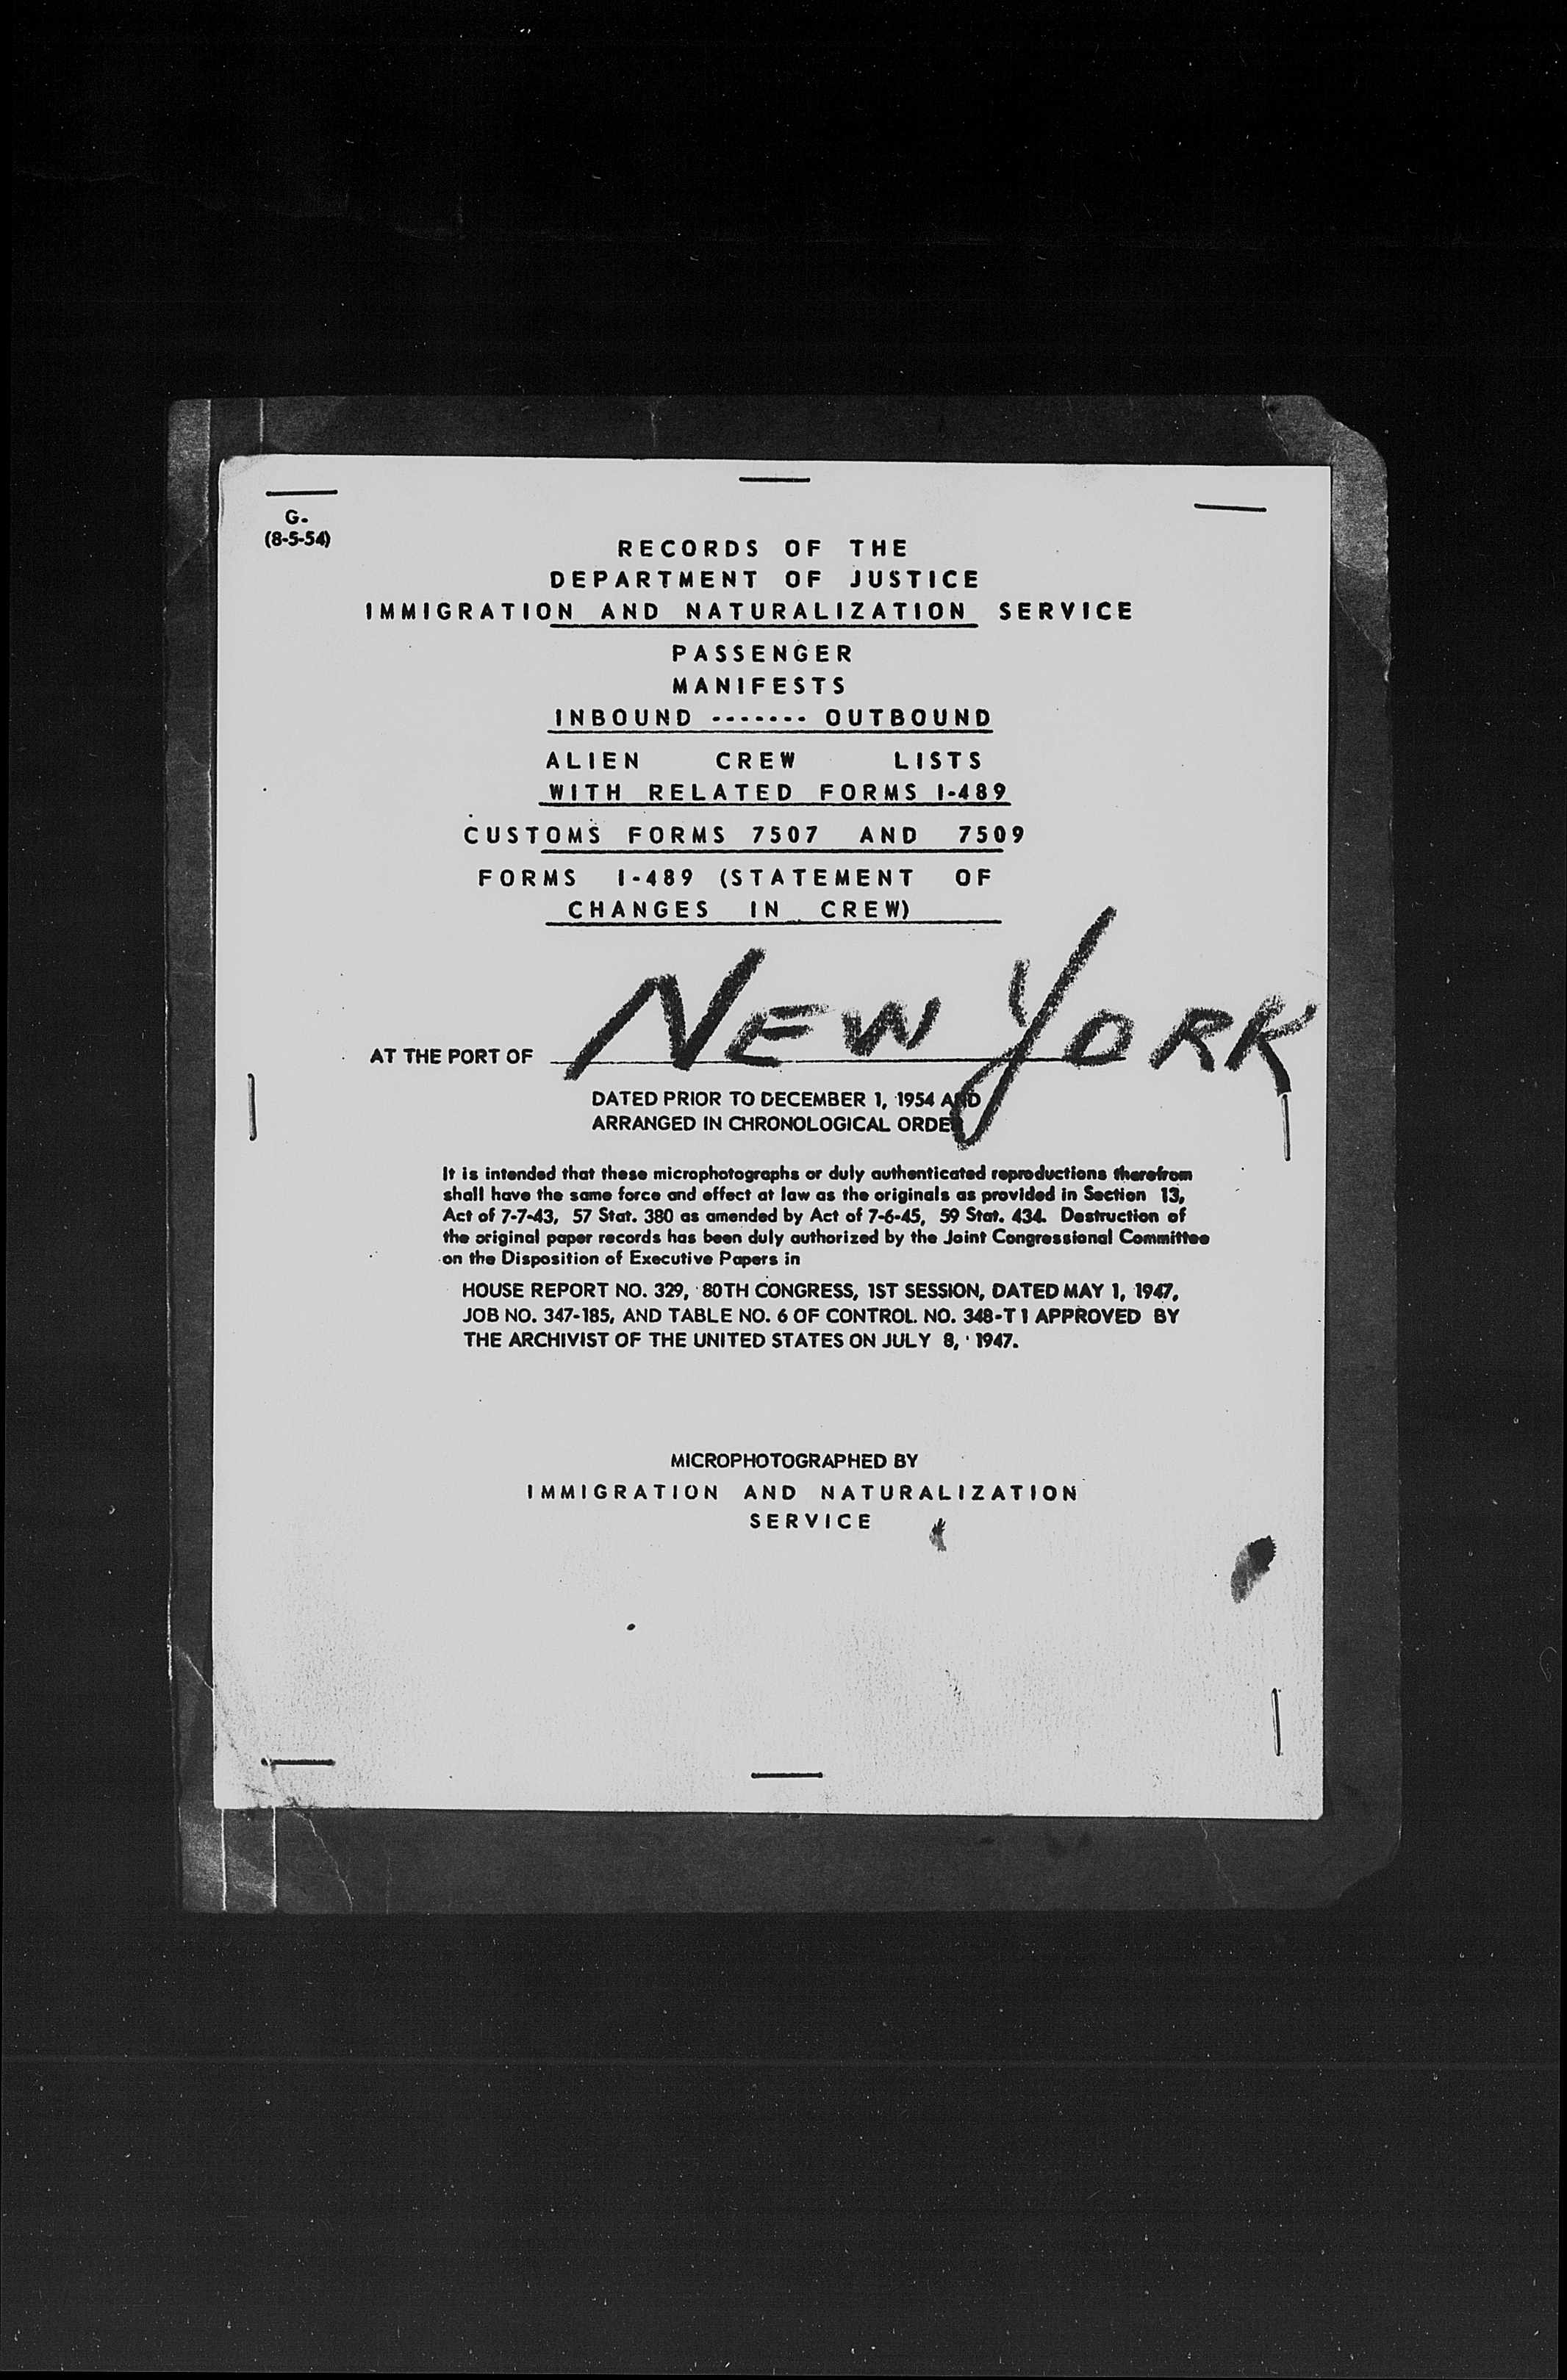 G-
(8-5-54)
RECORDS OF THE
DEPARTMENT OF JUSTICE
IMMIGRATION AND NATURALIZATION SERVICE
PASSENGER
MANIFESTS
INBOUND ------- OUTBOUND
ALIEN CREW LISTS
WITH RELATED FORMS I-489
CUSTOMS FORMS 7507 AND 7509
FORMS I-489 (STATEMENT OF
CHANGES IN CREW)
AT THE PORT OF NEW YORK
DATED PRIOR TO DECEMBER 1, 1954 AND
ARRANGED IN CHRONOLOGICAL ORDER
It is intended that these microphotographs or duly authenticated reproductions therefrom
shall have the same force and effect at law as the originals as provided in Section 13,
Act of 7-7-43, 57 Stat. 380 as amended by Act of 7-6-45, 59 Stat. 434. Destruction of
the original paper records has been duly authorized by the Joint Congressional Committee
on the Disposition of Executive Papers in
HOUSE REPORT NO. 329, 80TH CONGRESS, 1ST SESSION, DATED MAY 1, 1947,
JOB NO. 347-185, AND TABLE NO. 6 OF CONTROL NO. 348-T 1 APPROVED BY
THE ARCHIVIST OF THE UNITED STATES ON JULY 8, 1947.
MICROPHOTOGRAPHED BY
IMMIGRATION AND NATURALIZATION
SERVICE